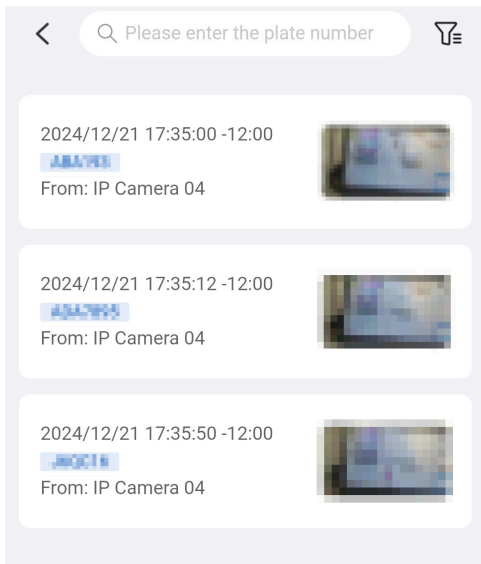 Please enter the plate number
2024/12/21 17:35:00 -12:00
From: IP Camera 04
2024/12/21 17:35:12 -12:00
From: IP Camera 04
2024/12/21 17:35:50 -12:00
From: IP Camera 04